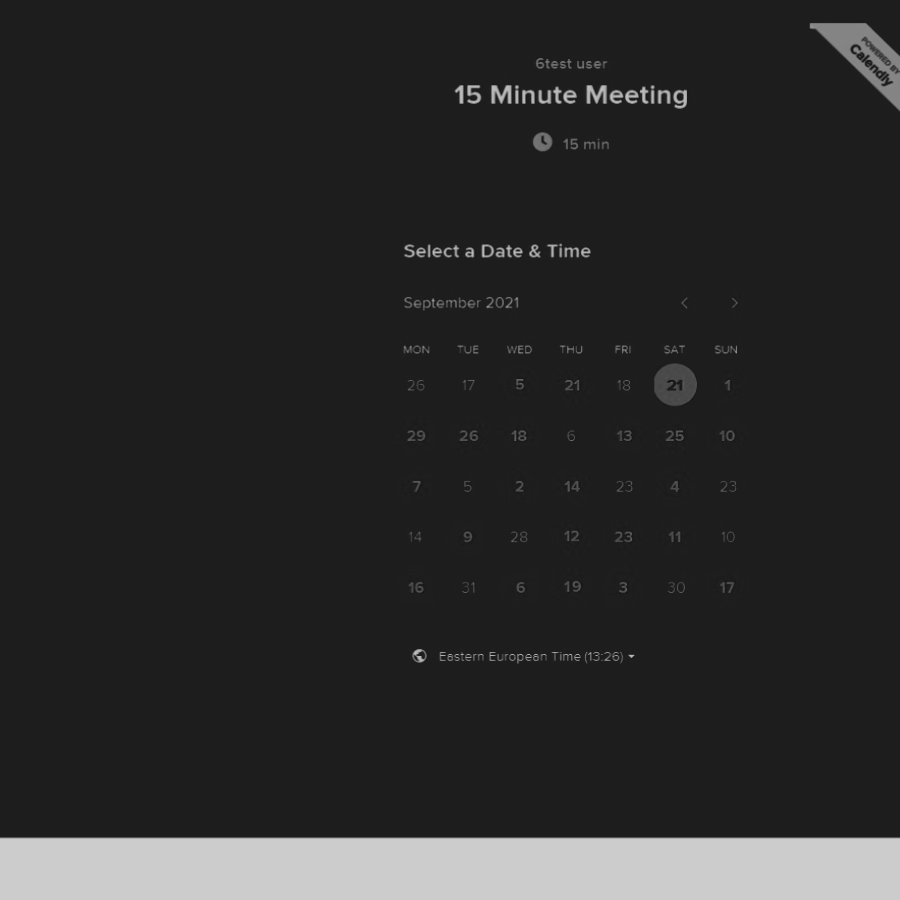 POWERED BY
Calendly
6test user
15 Minute Meeting
15 min
Select a Date & Time
September 2021
MON TUE WED THU FRI SAT SUN
26 17 5 21 18 21 1
29 26 18 6 13 25 10
7 5 2 14 23 4 23
14 9 28 12 23 11 10
16 31 6 19 3 30 17
Eastern European Time (13:26)